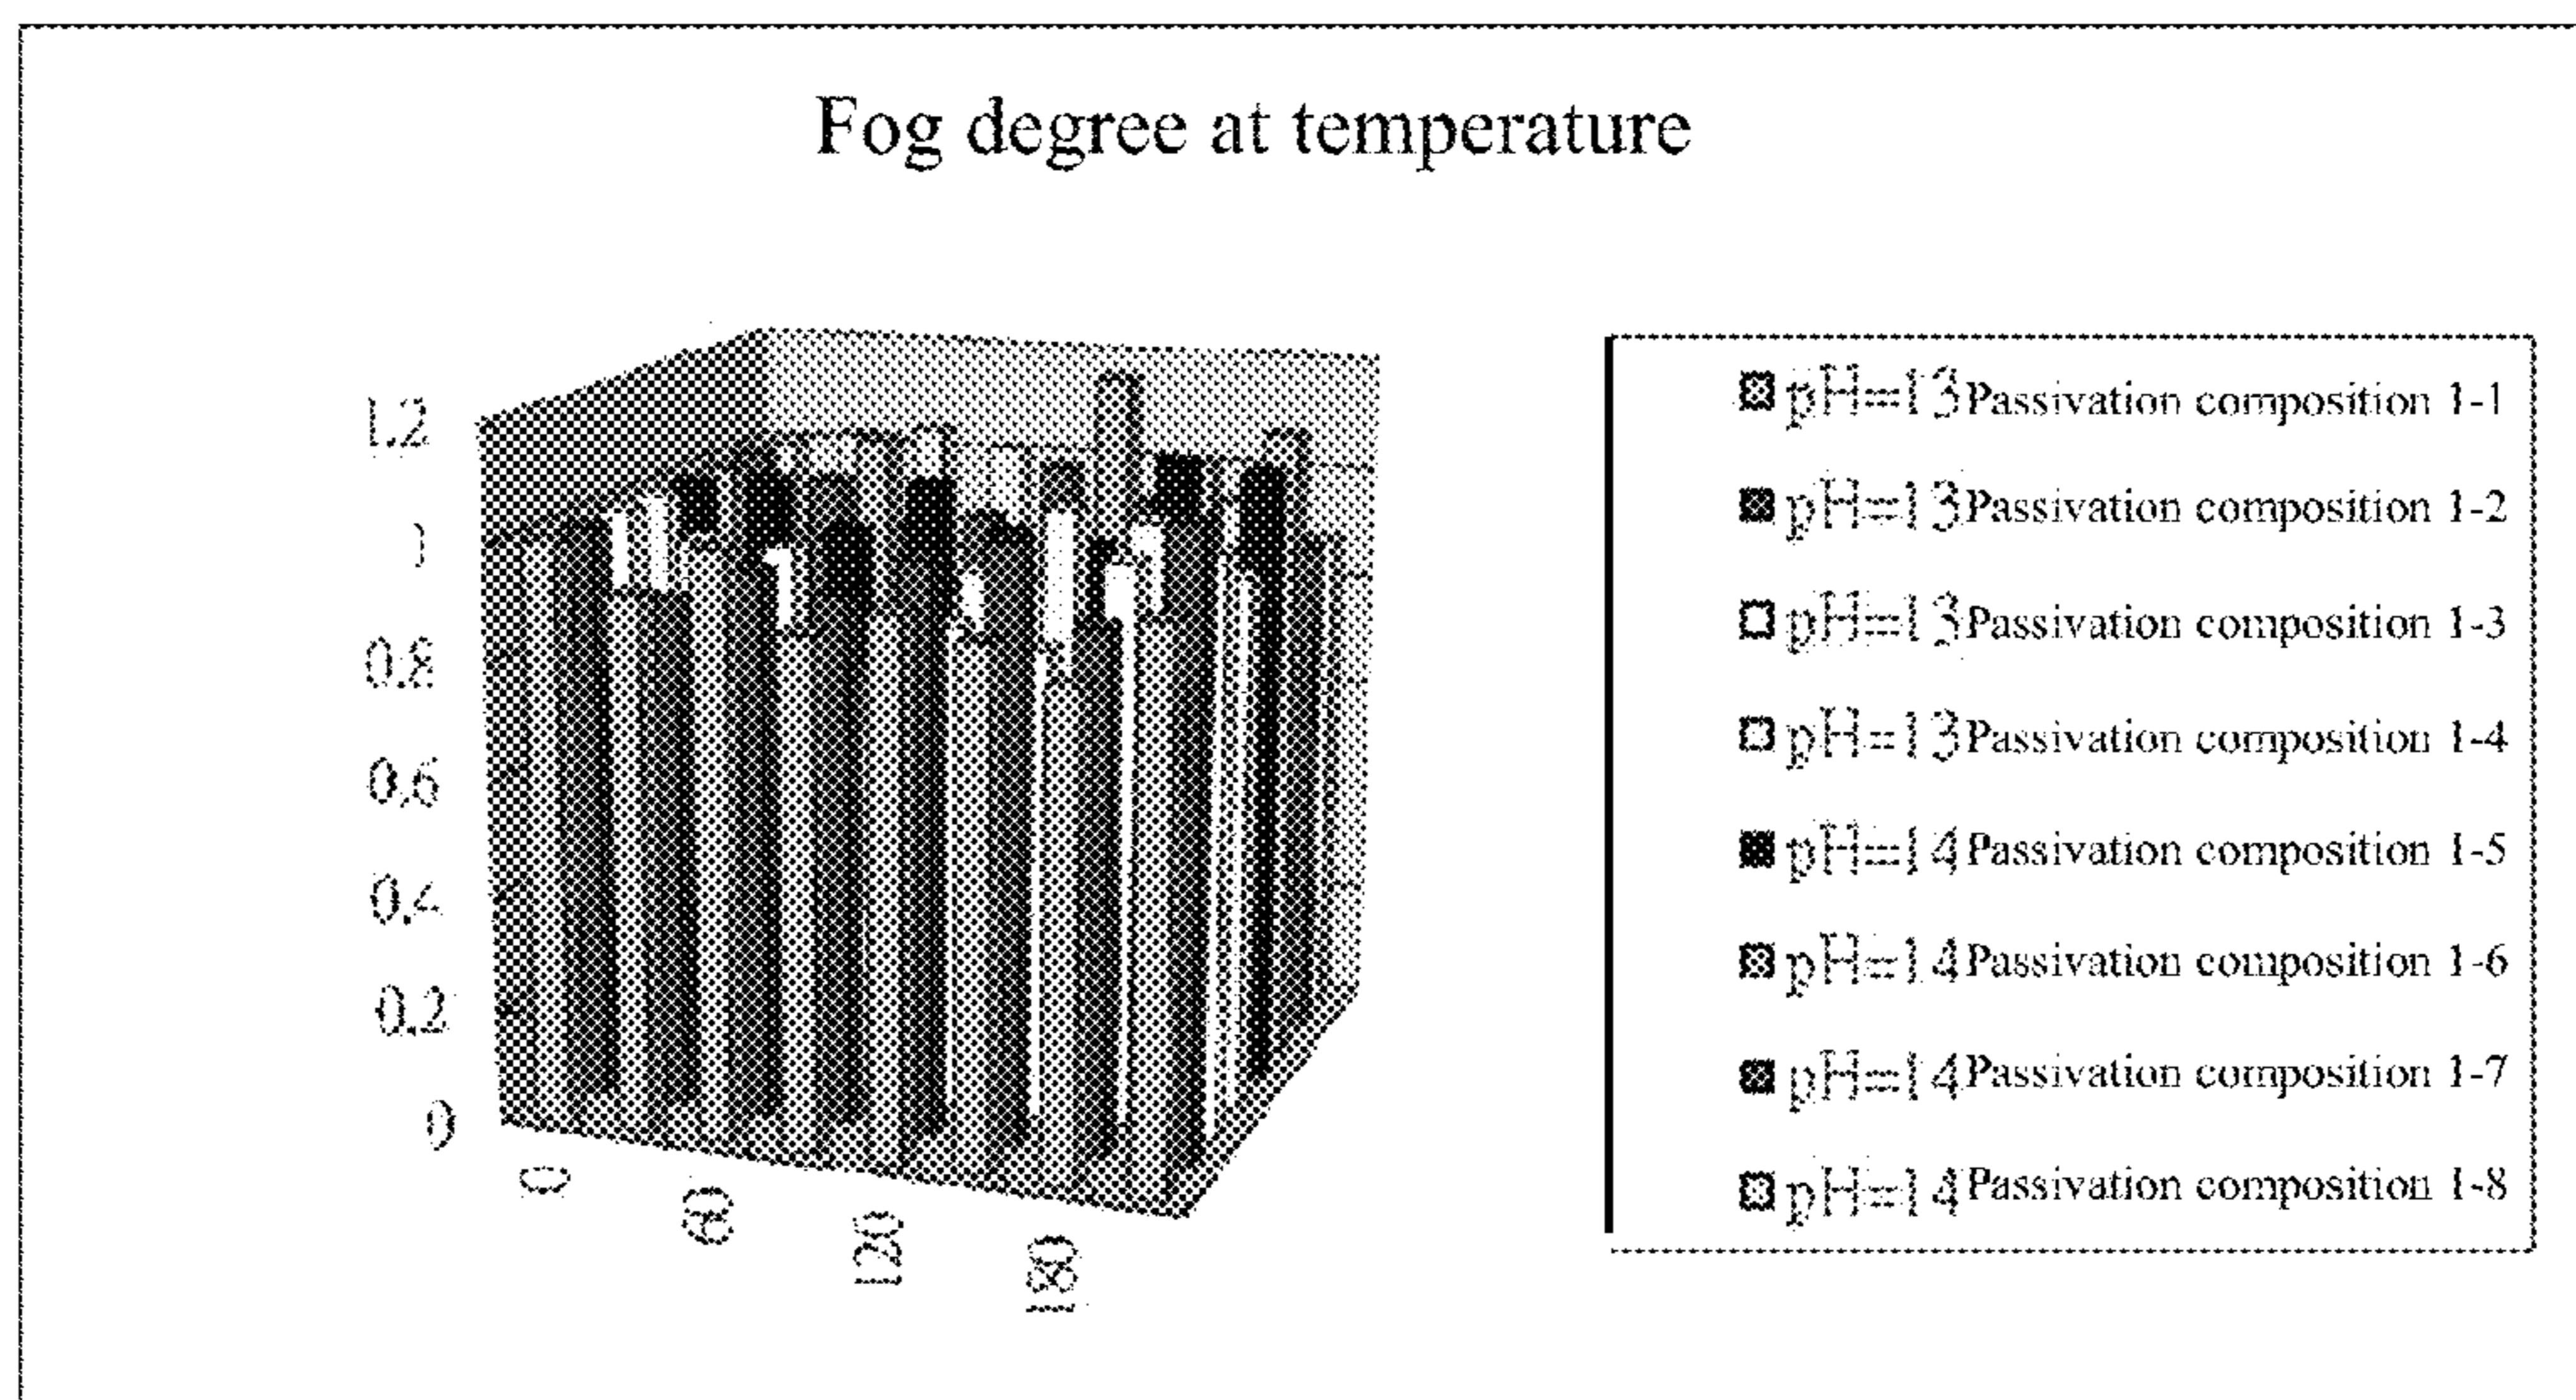 Fog degree at temperature
1.2
1
0.8
0.6
0.4
0.2
0
0
60
120
180
pH=13 Passivation composition 1-1
pH=13 Passivation composition 1-2
pH=13 Passivation composition 1-3
pH=13 Passivation composition 1-4
pH=14 Passivation composition 1-5
pH=14 Passivation composition 1-6
pH=14 Passivation composition 1-7
pH=14 Passivation composition 1-8